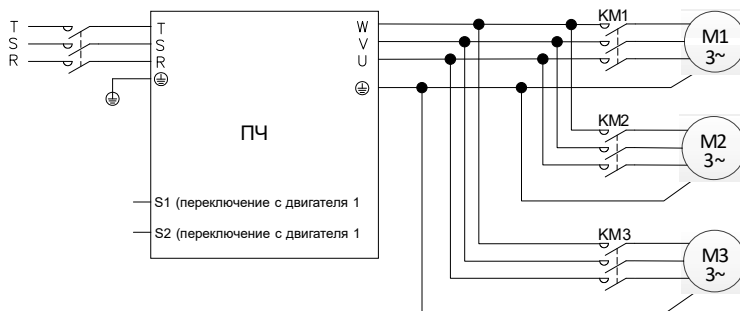 T T W KM1
S S V M1
R R U 3~
ПЧ
KM2
M2
3~
S1 (переключение с двигателя 1
S2 (переключение с двигателя 1
KM3
M3
3~